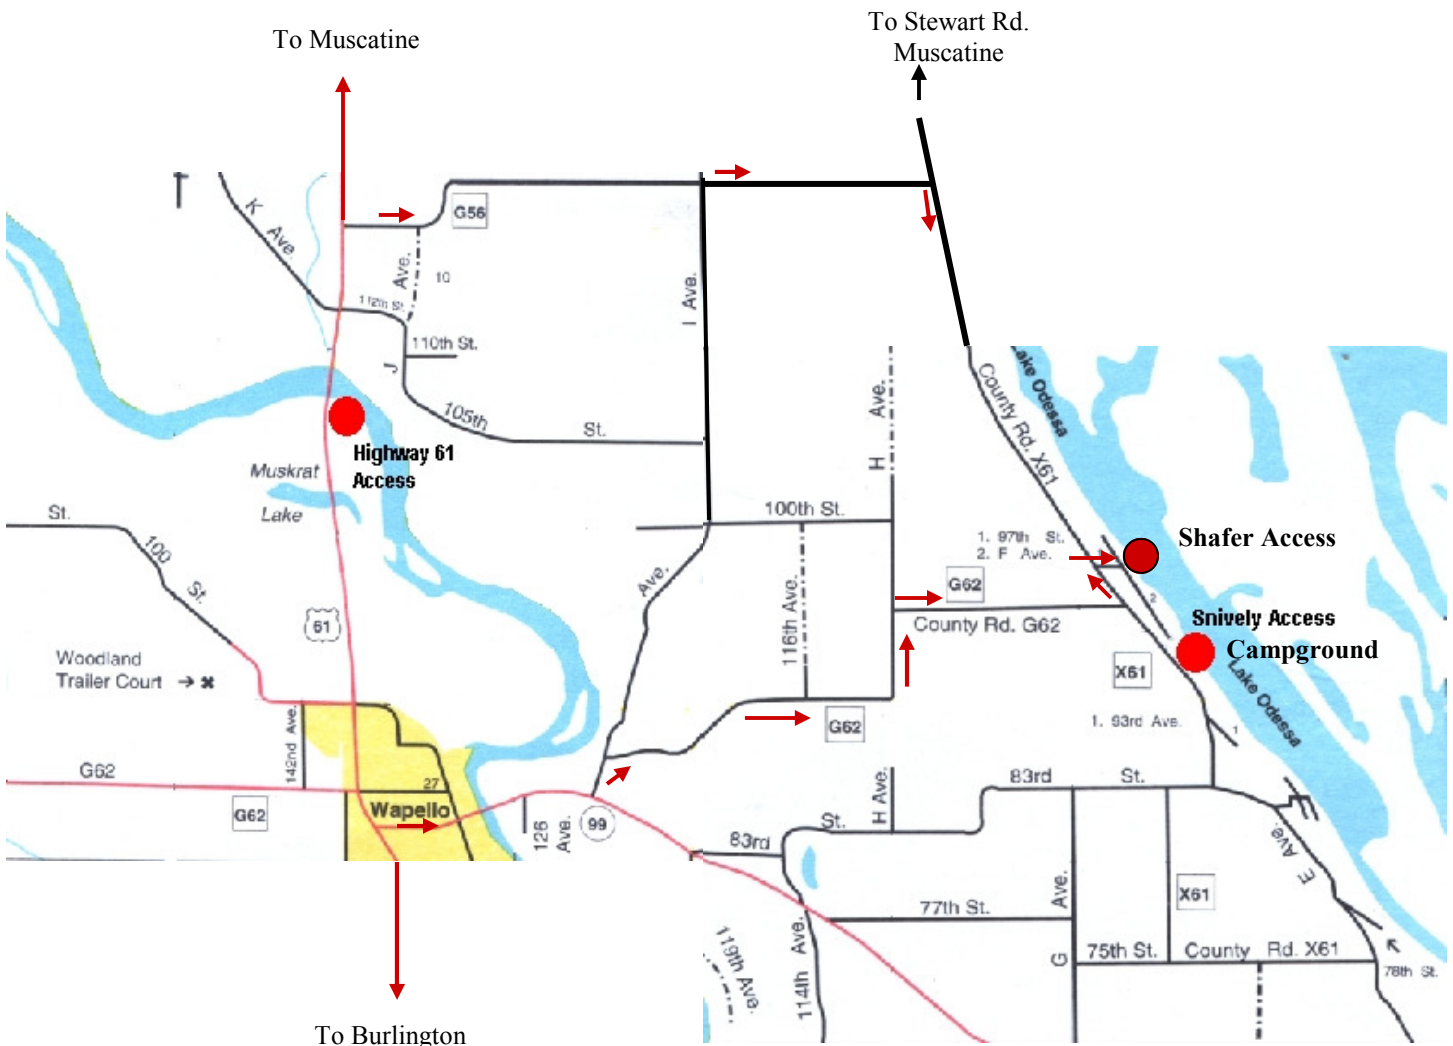 To Muscatine
To Stewart Rd.
Muscatine
K Ave.
G56
Ave.
10
I Ave.
112th St.
110th St.
J
105th St.
Lake Odessa
County Rd. X61
H Ave.
Highway 61
Access
Muskrat
Lake
St.
100 St.
100th St.
1. 97th St.
2. F Ave.
Shafer Access
2
G62
County Rd. G62
Snively Access
Campground
Lake Odessa
X61
1. 93rd Ave.
1
61
Ave.
116th Ave.
Woodland
Trailer Court
142nd Ave.
G62
G62
G62
27
Wapello
126 Ave.
99
83rd St.
H Ave.
83rd St.
E Ave.
X61
77th St.
G Ave.
119th Ave.
114th Ave.
75th St. County Rd. X61
78th St.
To Burlington